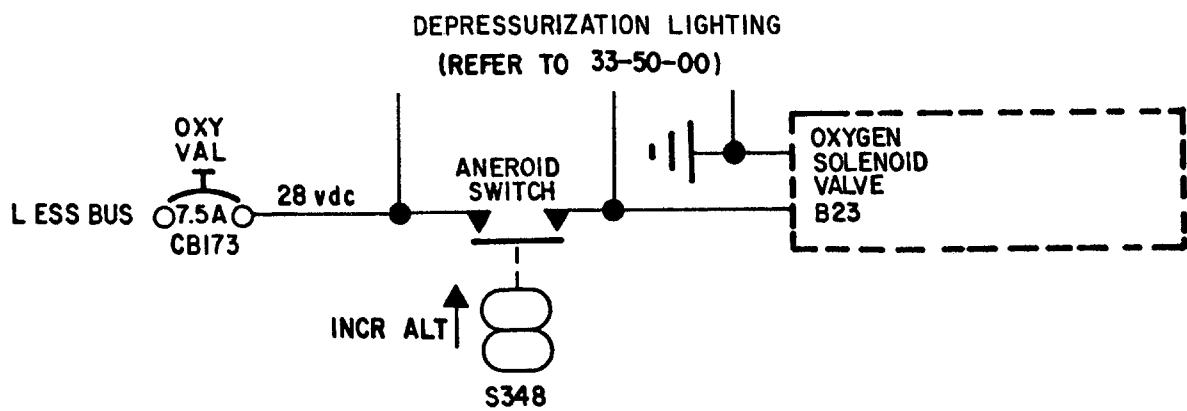 DEPRESSURIZATION LIGHTING
(REFER TO 33-50-00)
OXY
VAL
L ESS BUS
7.5A
CB173
28 vdc
ANEROID
SWITCH
INCR ALT
S348
OXYGEN
SOLENOID
VALVE
B23